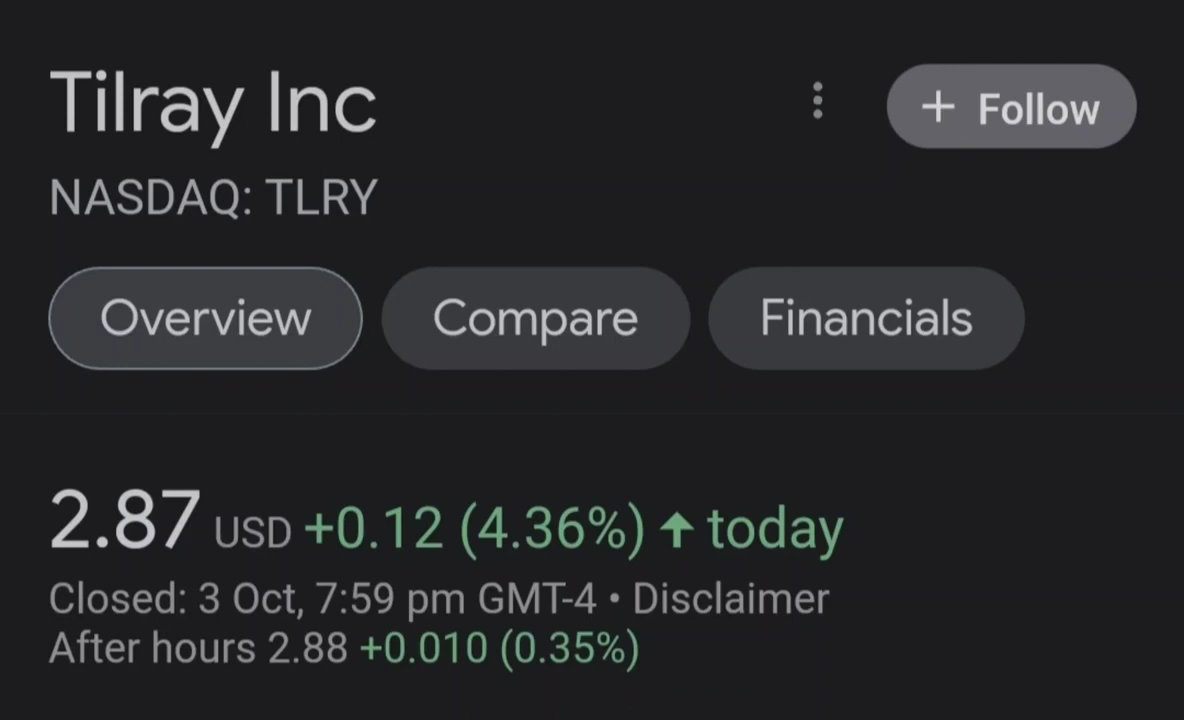 Tilray Inc
+ Follow
NASDAQ: TLRY
Overview
Compare
Financials
2.87 USD +0.12 (4.36%) ↑ today
Closed: 3 Oct, 7:59 pm GMT-4 • Disclaimer
After hours 2.88 +0.010 (0.35%)